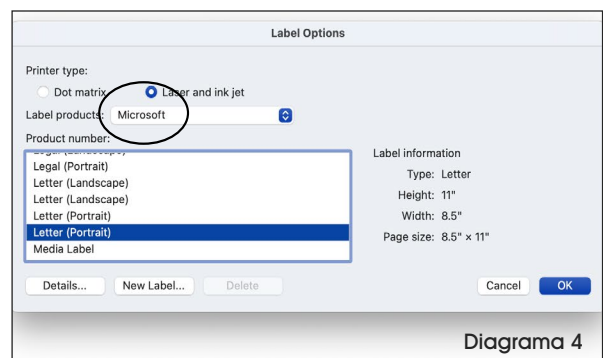 Label Options
Printer type:
Dot matrix Laser and ink jet
Label products: Microsoft
Product number:
Legal (Portrait)
Letter (Landscape)
Letter (Landscape)
Letter (Portrait)
Letter (Portrait)
Media Label
Label information
Type: Letter
Height: 11"
Width: 8.5"
Page size: 8.5" × 11"
Details... New Label... Delete Cancel OK
Diagrama 4